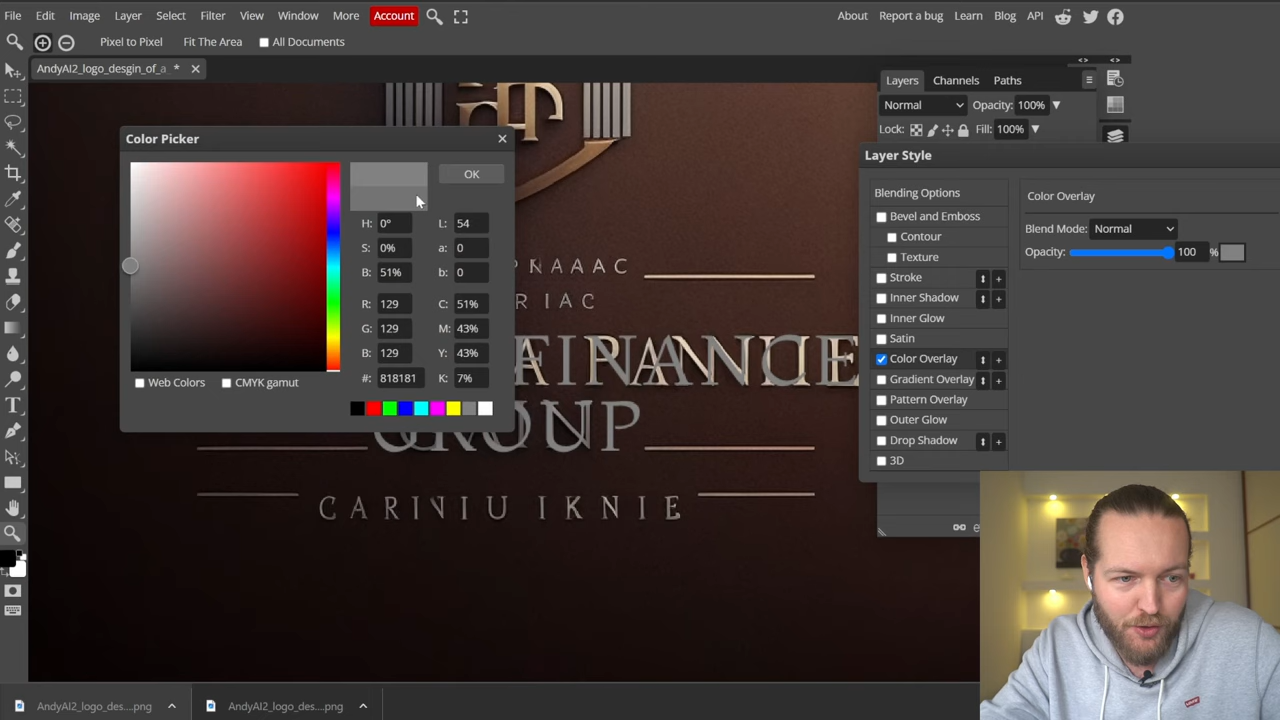 File Edit Image Layer Select Filter View Window More Account About Report a bug Learn Blog API
Pixel to Pixel Fit The Area All Documents
AndyAI2_logo_desgin_of_a_ *
Layers Channels Paths
Normal Opacity: 100%
Lock: Fill: 100%
Color Picker
OK
H: 0° L: 54
S: 0% a: 0
B: 51% b: 0
R: 129 C: 51%
G: 129 M: 43%
B: 129 Y: 43%
#: 818181 K: 7%
Web Colors CMYK gamut
Layer Style
Blending Options
Bevel and Emboss
Contour
Texture
Stroke
Inner Shadow
Inner Glow
Satin
Color Overlay
Gradient Overlay
Pattern Overlay
Outer Glow
Drop Shadow
3D
Color Overlay
Blend Mode: Normal
Opacity: 100 %
FINANCE
GROUP
CARINIU IKNIE
AndyAI2_logo_des....png AndyAI2_logo_des....png